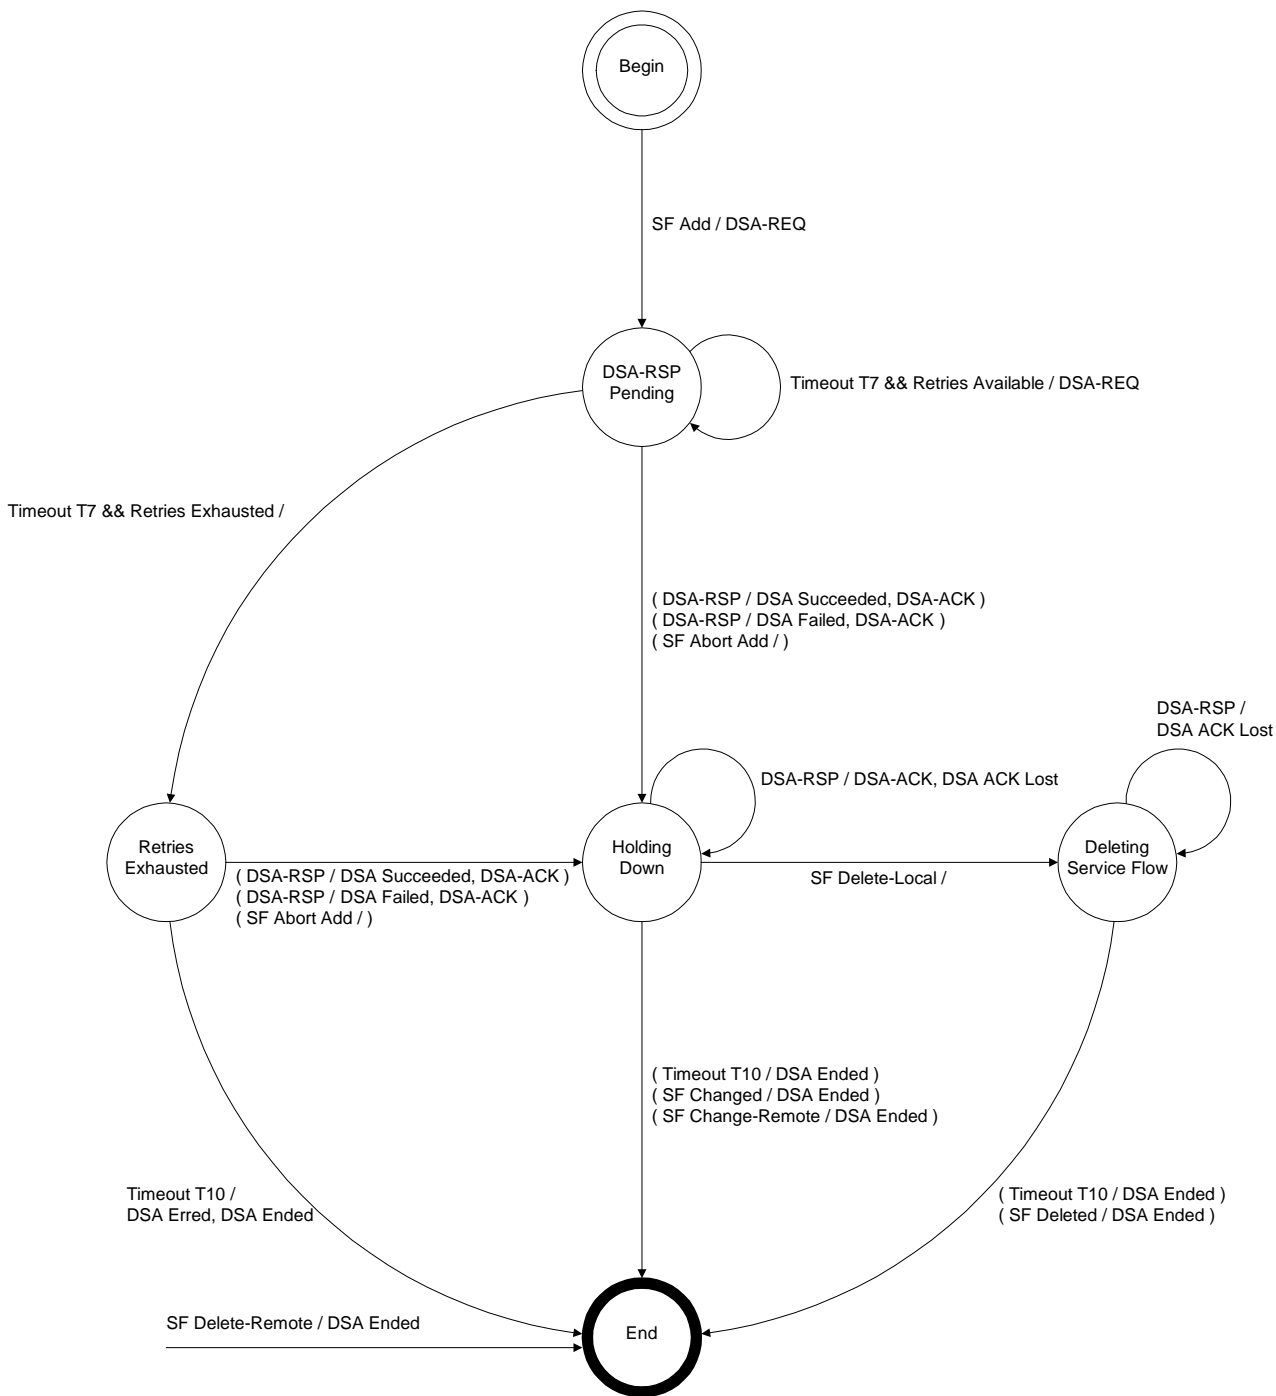 Begin
SF Add / DSA-REQ
DSA-RSP
Pending
Timeout T7 && Retries Available / DSA-REQ
Timeout T7 && Retries Exhausted /
( DSA-RSP / DSA Succeeded, DSA-ACK )
( DSA-RSP / DSA Failed, DSA-ACK )
( SF Abort Add / )
DSA-RSP /
DSA ACK Lost
DSA-RSP / DSA-ACK, DSA ACK Lost
Retries
Exhausted
Holding
Down
Deleting
Service Flow
( DSA-RSP / DSA Succeeded, DSA-ACK )
( DSA-RSP / DSA Failed, DSA-ACK )
( SF Abort Add / )
SF Delete-Local /
( Timeout T10 / DSA Ended )
( SF Changed / DSA Ended )
( SF Change-Remote / DSA Ended )
Timeout T10 /
DSA Erred, DSA Ended
( Timeout T10 / DSA Ended )
( SF Deleted / DSA Ended )
SF Delete-Remote / DSA Ended
End